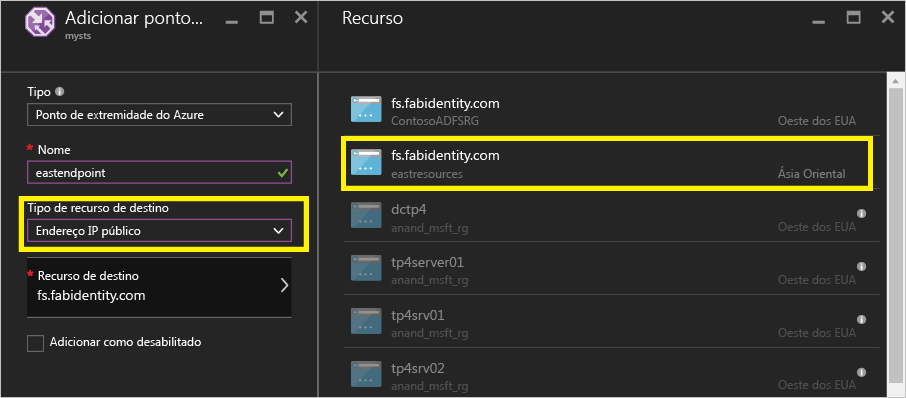 Adicionar ponto...
mysts
Tipo
Ponto de extremidade do Azure
* Nome
eastendpoint
Tipo de recurso de destino
Endereço IP público
* Recurso de destino
fs.fabidentity.com
Adicionar como desabilitado
Recurso
fs.fabidentity.com
ContosoADFSRG
Oeste dos EUA
fs.fabidentity.com
eastresources
Ásia Oriental
dctp4
anand_msft_rg
Oeste dos EUA
tp4server01
anand_msft_rg
Oeste dos EUA
tp4srv01
anand_msft_rg
Oeste dos EUA
tp4srv02
anand_msft_rg
Oeste dos EUA